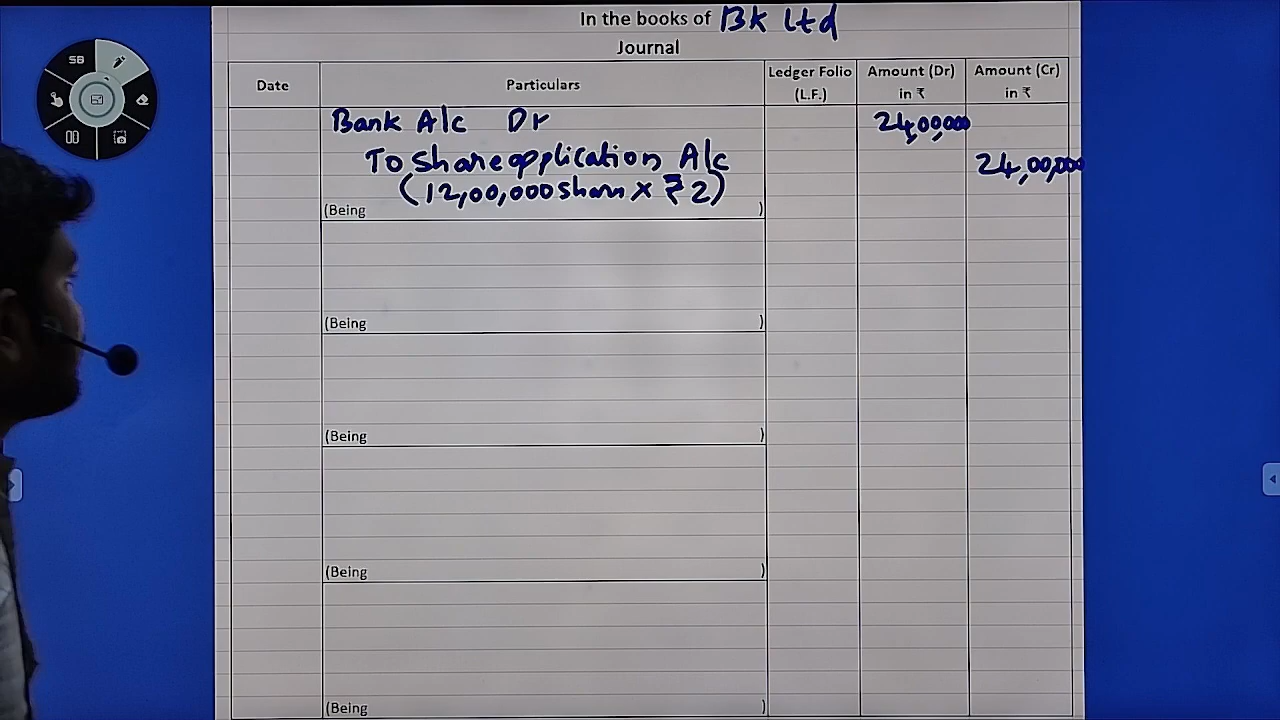 In the books of Bk Ltd
Journal
Date Particulars Ledger Folio (L.F.) Amount (Dr) in ₹ Amount (Cr) in ₹
Bank A/c Dr 24,00,000
To Share application A/c 24,00,000
(12,00,000 shares × ₹ 2)
(Being )
(Being )
(Being )
(Being )
(Being )